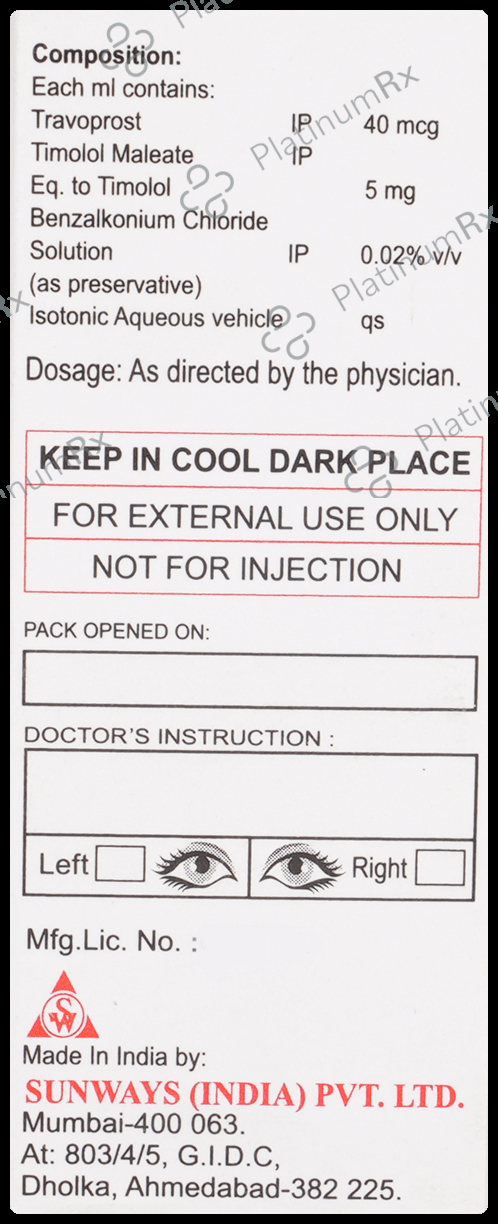 Composition:
Each ml contains:
Travoprost IP 40 mcg
Timolol Maleate IP
Eq. to Timolol 5 mg
Benzalkonium Chloride
Solution IP 0.02% v/v
(as preservative)
Isotonic Aqueous vehicle qs
Dosage: As directed by the physician.
KEEP IN COOL DARK PLACE
FOR EXTERNAL USE ONLY
NOT FOR INJECTION
PACK OPENED ON:
DOCTOR'S INSTRUCTION :
Left Right
Mfg.Lic. No. :
SW
Made In India by:
SUNWAYS (INDIA) PVT. LTD.
Mumbai-400 063.
At: 803/4/5, G.I.D.C,
Dholka, Ahmedabad-382 225.
PlatinumRx
PlatinumRx
PlatinumRx